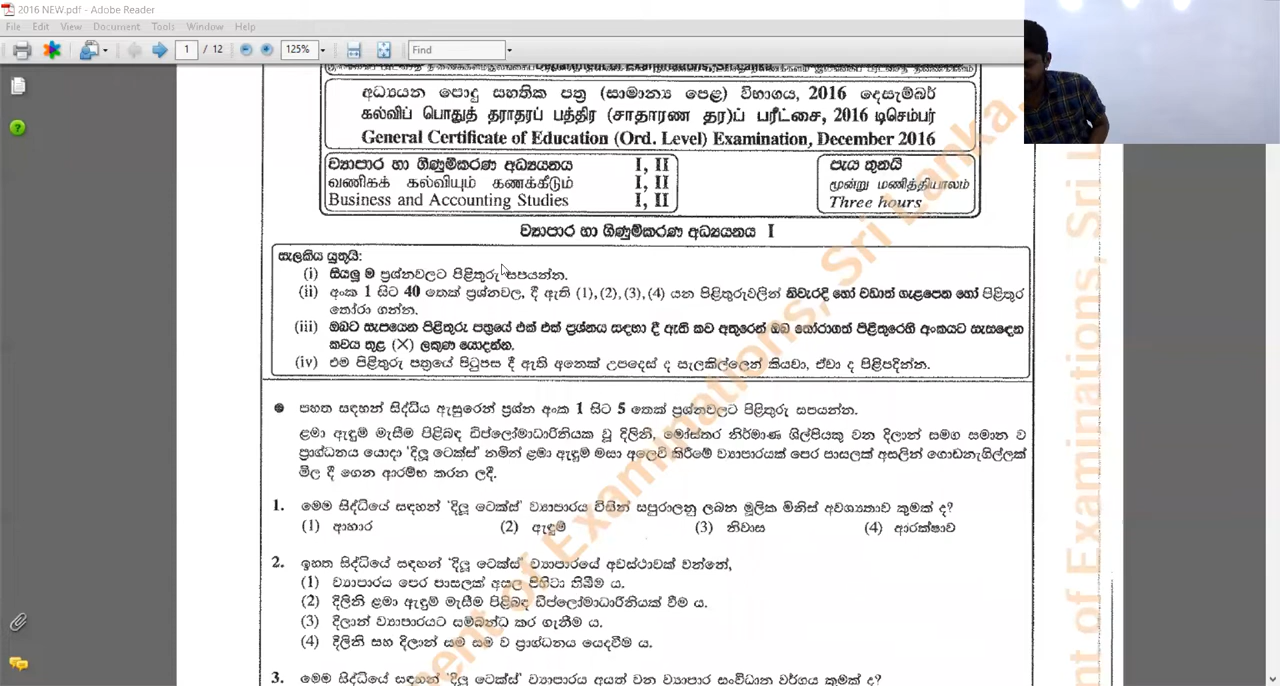 2016 NEW.pdf - Adobe Reader
File Edit View Document Tools Window Help
1 / 12 125% Find
අධ්‍යයන පොදු සහතික පත්‍ර (සාමාන්‍ය පෙළ) විභාගය, 2016 දෙසැම්බර්
கல்விப் பொதுத் தராதரப் பத்திர (சாதாரண தர)ப் பரீட்சை, 2016 டிசெம்பர்
General Certificate of Education (Ord. Level) Examination, December 2016
ව්‍යාපාර හා ගිණුම්කරණ අධ්‍යයනය I, II පැය තුනයි
வணிகக் கல்வியும் கணக்கீடும் I, II மூன்று மணித்தியாலம்
Business and Accounting Studies I, II Three hours
ව්‍යාපාර හා ගිණුම්කරණ අධ්‍යයනය I
සැලකිය යුතුයි:
(i) සියලු ම ප්‍රශ්නවලට පිළිතුරු සපයන්න.
(ii) අංක 1 සිට 40 තෙක් ප්‍රශ්නවල, දී ඇති (1), (2), (3), (4) යන පිළිතුරුවලින් නිවැරදි හෝ වඩාත් ගැළපෙන හෝ පිළිතුර
තෝරා ගන්න.
(iii) ඔබට සැපයෙන පිළිතුරු පත්‍රයේ එක් එක් ප්‍රශ්නය සඳහා දී ඇති කව අතුරෙන් ඔබ තෝරාගත් පිළිතුරෙහි අංකයට සැසඳෙන
කවය තුළ (X) ලකුණ යොදන්න.
(iv) එම පිළිතුරු පත්‍රයේ පිටුපස දී ඇති අනෙක් උපදෙස් ද සැලකිල්ලෙන් කියවා, ඒවා ද පිළිපදින්න.
● පහත සඳහන් සිද්ධිය ඇසුරෙන් ප්‍රශ්න අංක 1 සිට 5 තෙක් ප්‍රශ්නවලට පිළිතුරු සපයන්න.
ළමා ඇඳුම් මැසීම පිළිබඳ ඩිප්ලෝමාධාරිනියක වූ දිලිනි, මෝස්තර නිර්මාණ ශිල්පියකු වන දිලාන් සමග සමාන ව
ප්‍රාග්ධනය යොදා 'දිලූ ටෙක්ස්' නමින් ළමා ඇඳුම් මසා අලෙවි කිරීමේ ව්‍යාපාරයක් පෙර පාසලක් අසලින් ගොඩනැගිල්ලක්
මිල දී ගෙන ආරම්භ කරන ලදී.
1. මෙම සිද්ධියේ සඳහන් 'දිලූ ටෙක්ස්' ව්‍යාපාරය විසින් සපුරාලනු ලබන මූලික මිනිස් අවශ්‍යතාව කුමක් ද?
(1) ආහාර (2) ඇඳුම් (3) නිවාස (4) ආරක්ෂාව
2. ඉහත සිද්ධියේ සඳහන් 'දිලූ ටෙක්ස්' ව්‍යාපාරයේ අවස්ථාවක් වන්නේ,
(1) ව්‍යාපාරය පෙර පාසලක් අසල පිහිටා තිබීම ය.
(2) දිලිනි ළමා ඇඳුම් මැසීම පිළිබඳ ඩිප්ලෝමාධාරිනියක් වීම ය.
(3) දිලාන් ව්‍යාපාරයට සම්බන්ධ කර ගැනීම ය.
(4) දිලිනි සහ දිලාන් සම සම ව ප්‍රාග්ධනය යෙදවීම ය.
3. මෙම සිද්ධියේ සඳහන් 'දිලූ ටෙක්ස්' ව්‍යාපාරය අයත් වන ව්‍යාපාර සංවිධාන වර්ගය කුමක් ද?